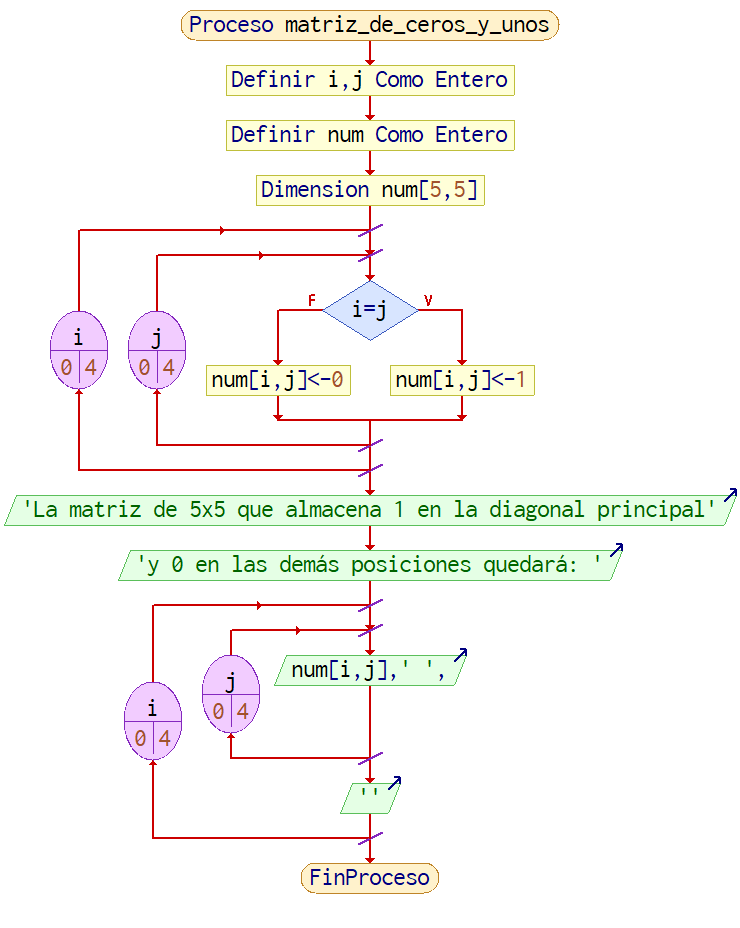 Proceso matriz_de_ceros_y_unos
Definir i,j Como Entero
Definir num Como Entero
Dimension num[5,5]
F
V
i=j
i
0 4
j
0 4
num[i,j]<-0
num[i,j]<-1
'La matriz de 5x5 que almacena 1 en la diagonal principal'
'y 0 en las demás posiciones quedará: '
num[i,j],' ',
j
0 4
i
0 4
''
FinProceso